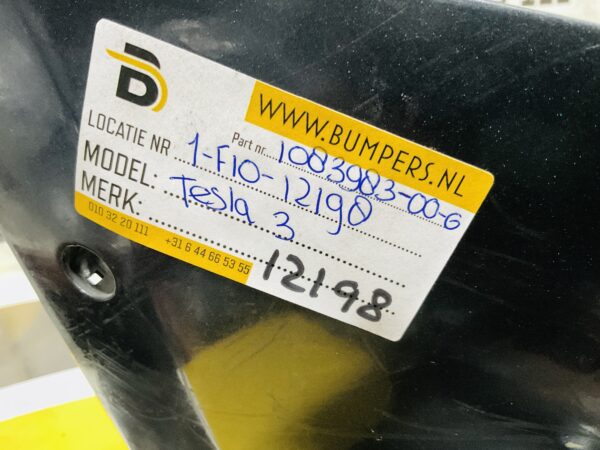 WWW.BUMPERS.NL
Part nr. 1083983-00-G
LOCATIE NR 1-F10-12198
MODEL: Tesla 3
MERK:
12198
010 32 20 111 +31 6 44 66 53 55